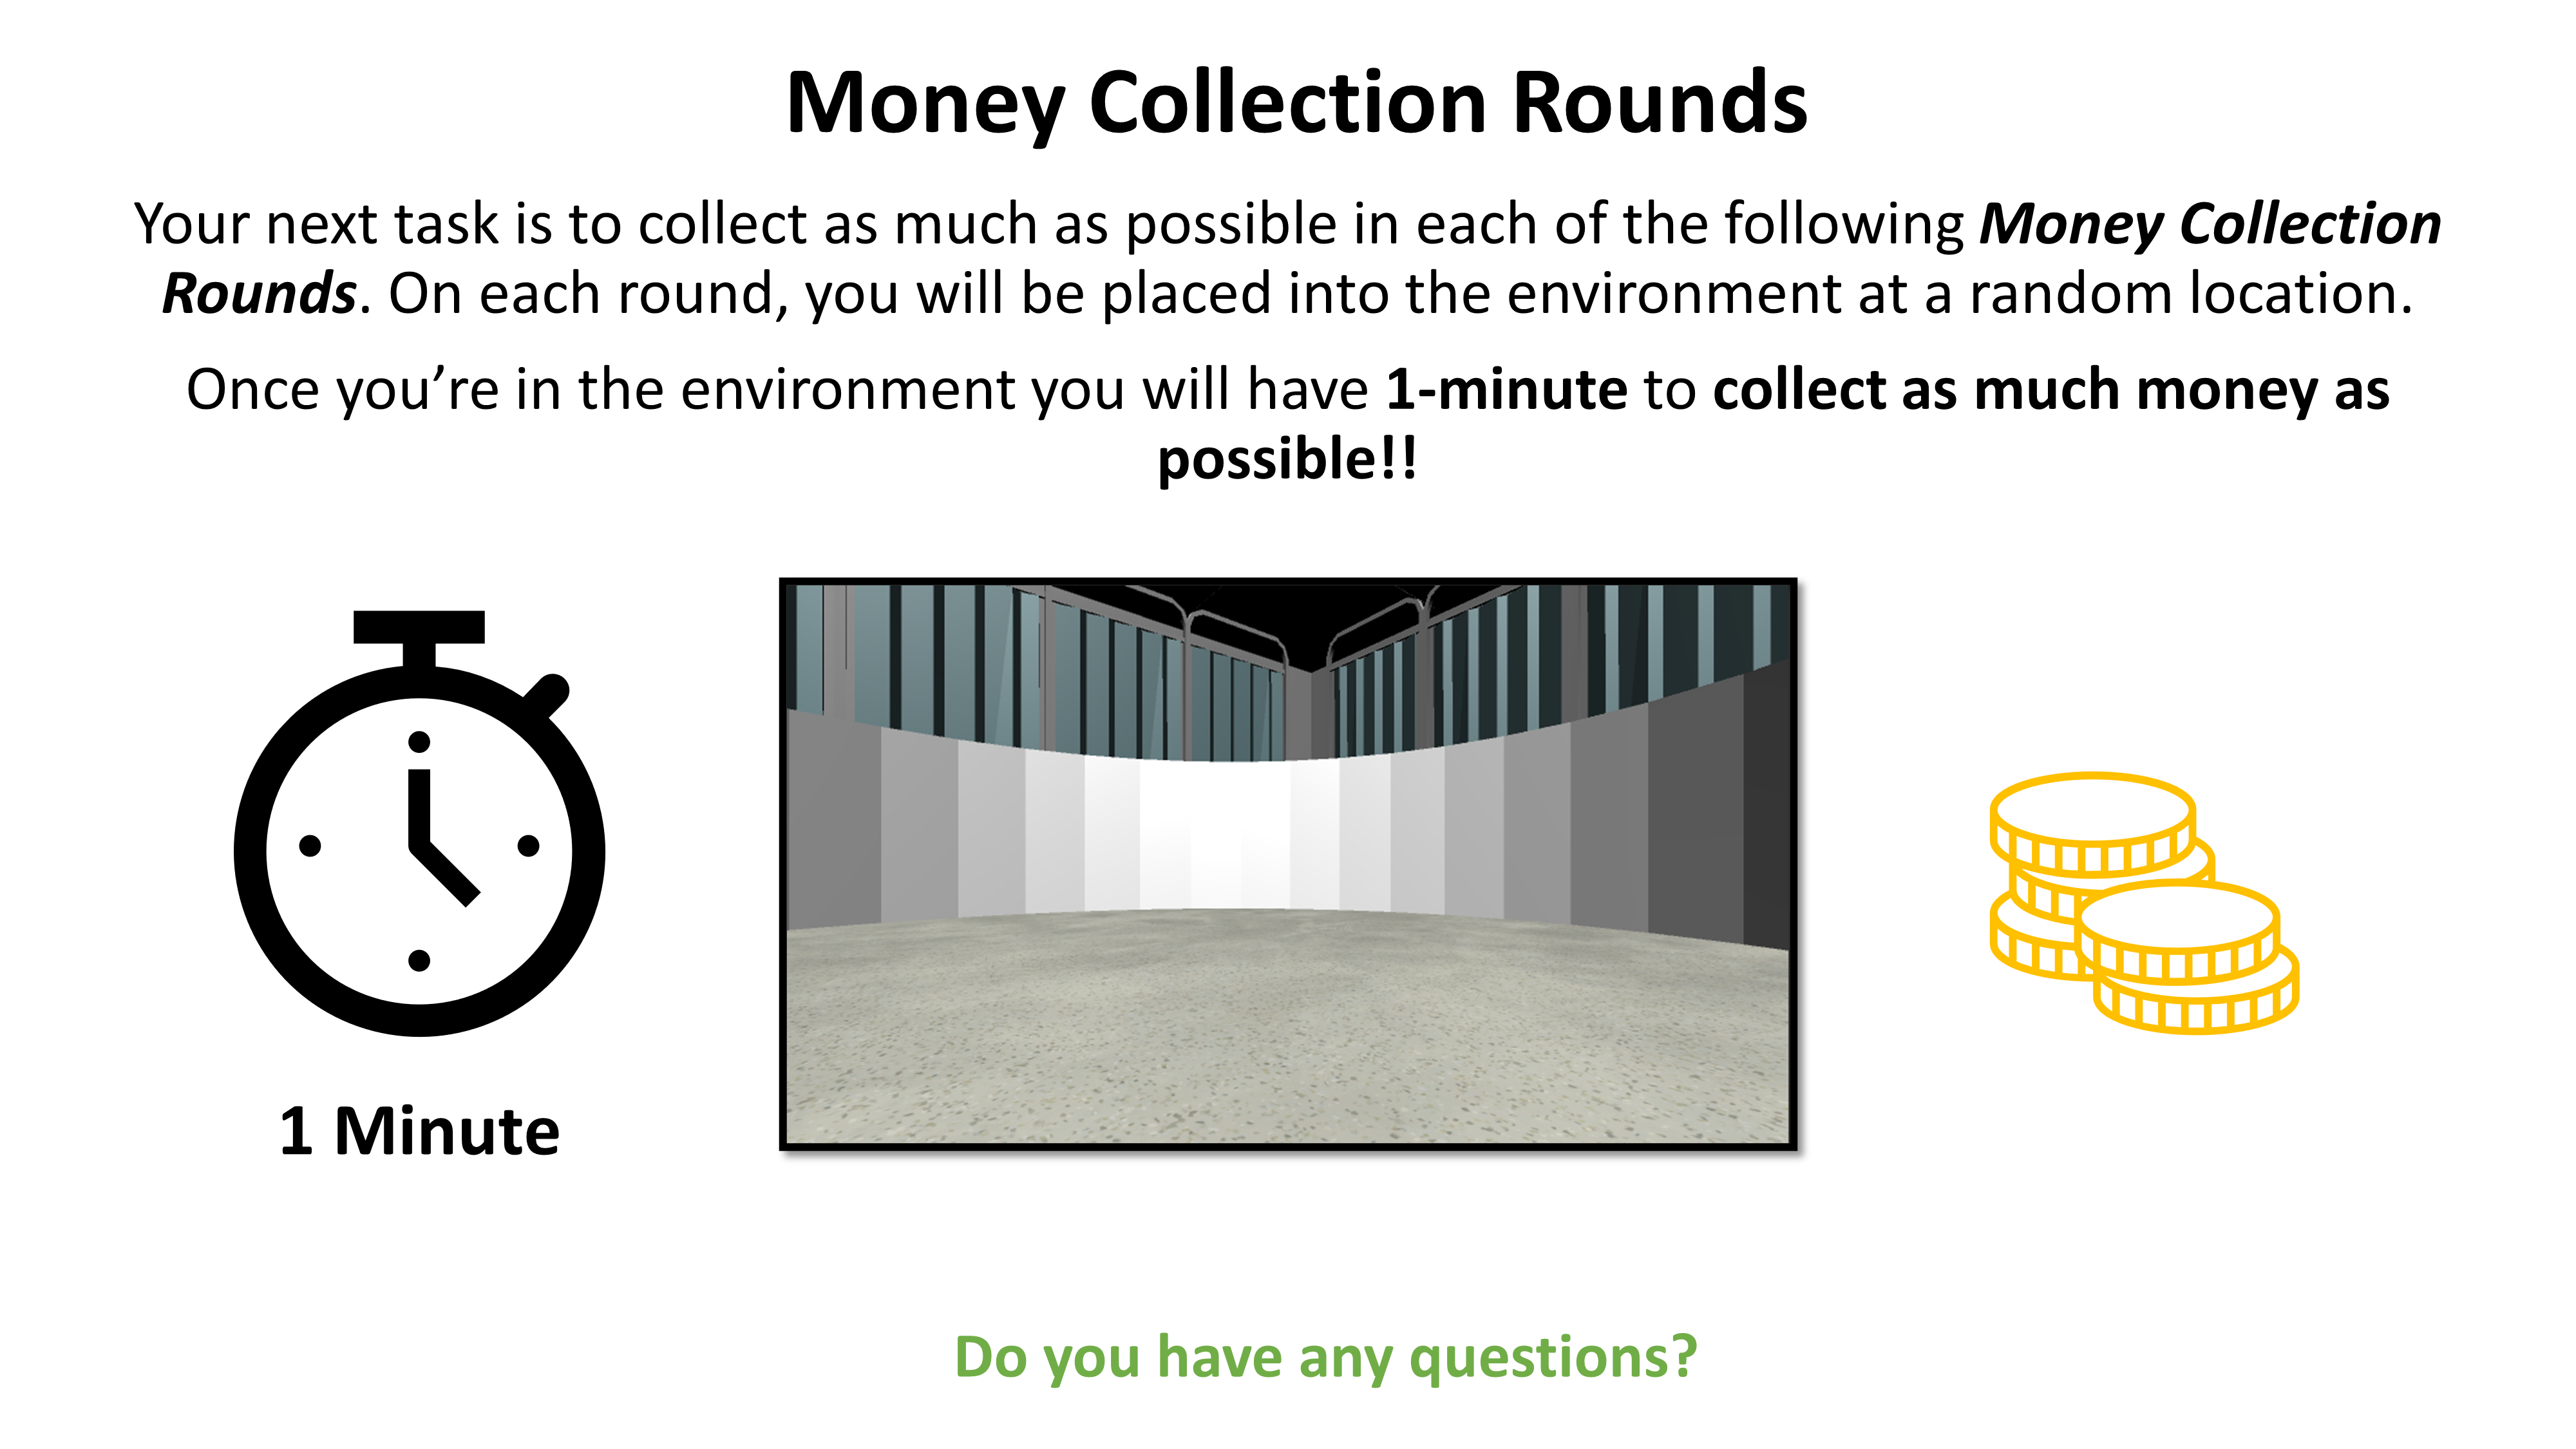 Money Collection Rounds
Your next task is to collect as much as possible in each of the following Money Collection
Rounds. On each round, you will be placed into the environment at a random location.
Once you’re in the environment you will have 1-minute to collect as much money as
possible!!
1 Minute
Do you have any questions?